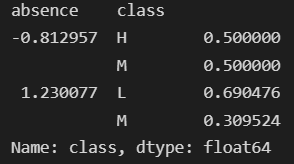 absence    class
-0.812957  H        0.500000
           M        0.500000
 1.230077  L        0.690476
           M        0.309524
Name: class, dtype: float64